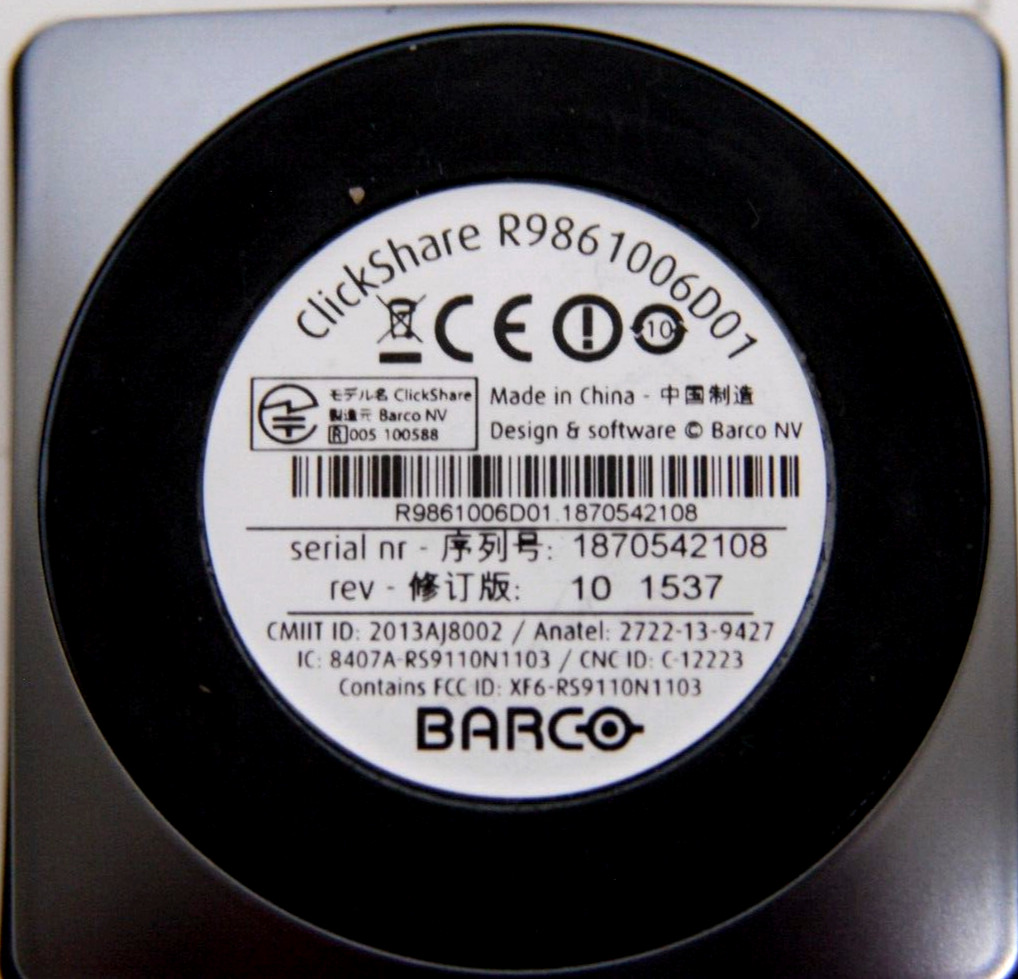 ClickShare R9861006D01
CE 10
モデル名 ClickShare
製造元 Barco NV
R 005 100588
Made in China - 中国制造
Design & software © Barco NV
R9861006D01.1870542108
serial nr - 序列号: 1870542108
rev - 修订版: 10 1537
CMIIT ID: 2013AJ8002 / Anatel: 2722-13-9427
IC: 8407A-RS9110N1103 / CNC ID: C-12223
Contains FCC ID: XF6-RS9110N1103
BARCO